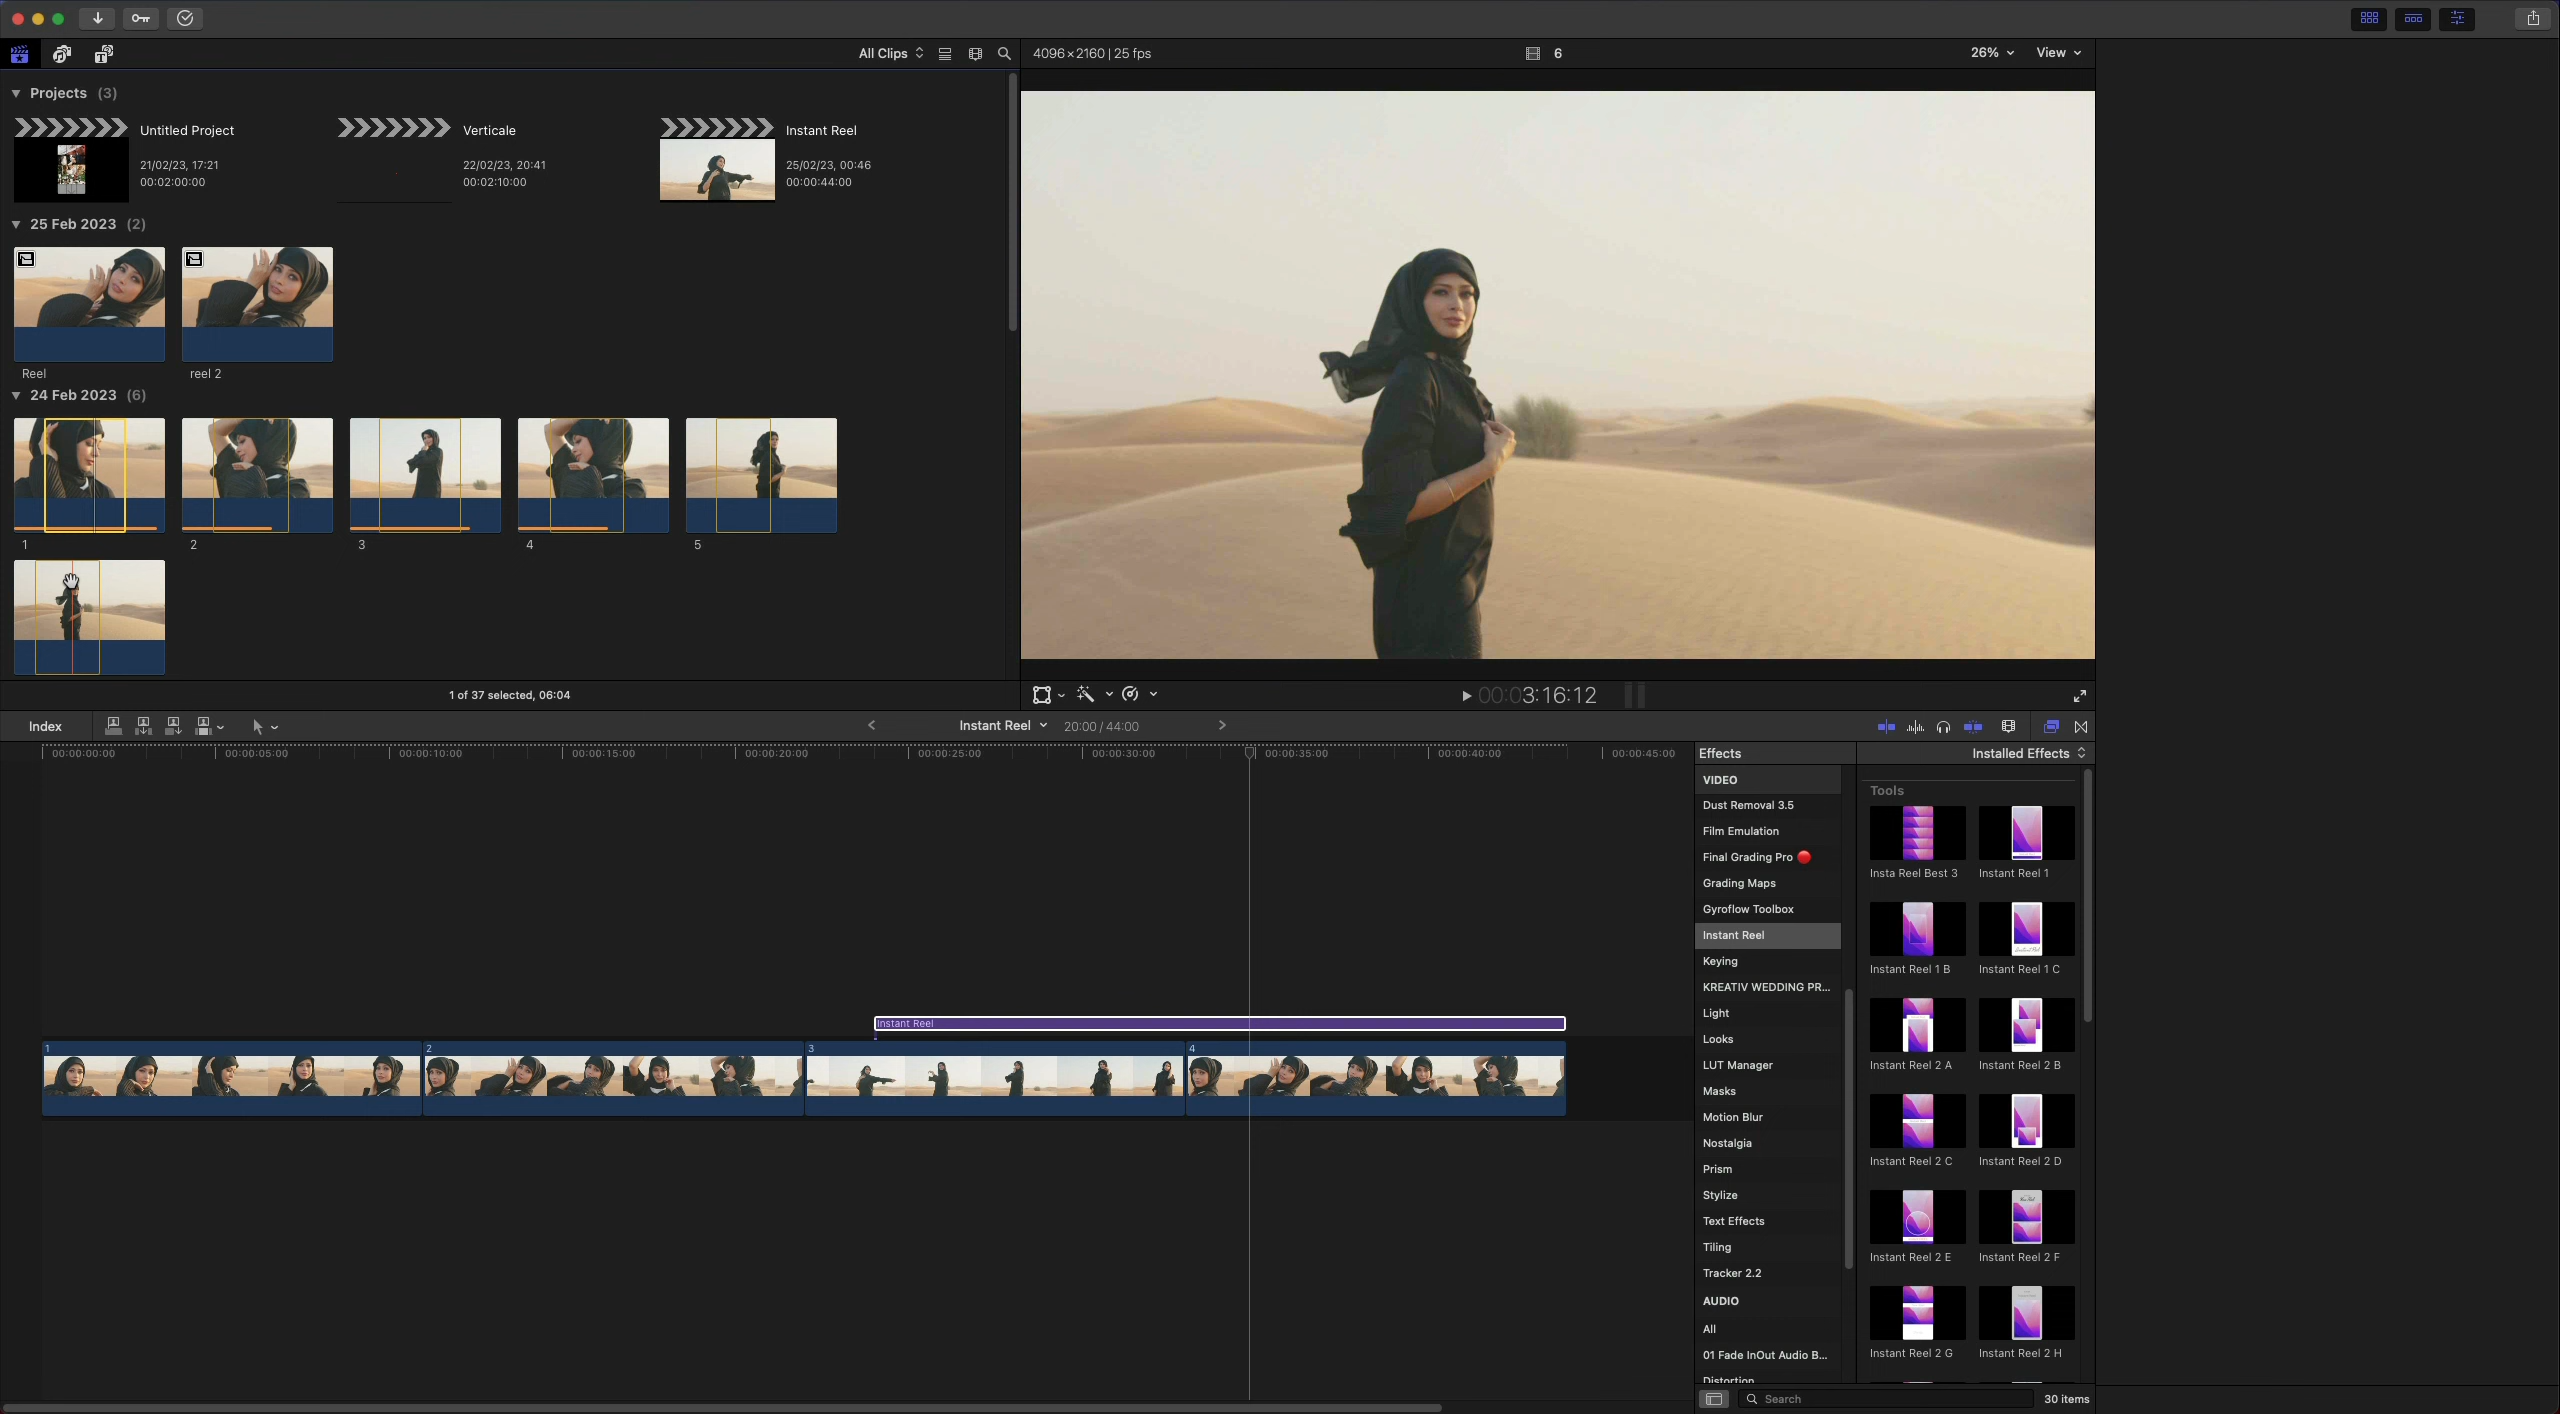 All Clips
4096×2160 | 25 fps
6
26%
View
Projects (3)
Untitled Project
21/02/23, 17:21
00:02:00:00
Verticale
22/02/23, 20:41
00:02:10:00
Instant Reel
25/02/23, 00:46
00:00:44:00
25 Feb 2023 (2)
Reel
reel 2
24 Feb 2023 (6)
1
2
3
4
5
1 of 37 selected, 06:04
00:03:16:12
Index
Instant Reel
20:00 / 44:00
00:00:00:00
00:00:05:00
00:00:10:00
00:00:15:00
00:00:20:00
00:00:25:00
00:00:30:00
00:00:35:00
00:00:40:00
00:00:45:00
Instant Reel
1
2
3
4
Effects
Installed Effects
VIDEO
Dust Removal 3.5
Film Emulation
Final Grading Pro
Grading Maps
Gyroflow Toolbox
Instant Reel
Keying
KREATIV WEDDING PR...
Light
Looks
LUT Manager
Masks
Motion Blur
Nostalgia
Prism
Stylize
Text Effects
Tiling
Tracker 2.2
AUDIO
All
01 Fade InOut Audio B...
Distortion
Tools
Insta Reel Best 3
Instant Reel 1
Instant Reel 1 B
Instant Reel 1 C
Instant Reel 2 A
Instant Reel 2 B
Instant Reel 2 C
Instant Reel 2 D
Instant Reel 2 E
Instant Reel 2 F
Instant Reel 2 G
Instant Reel 2 H
Search
30 items